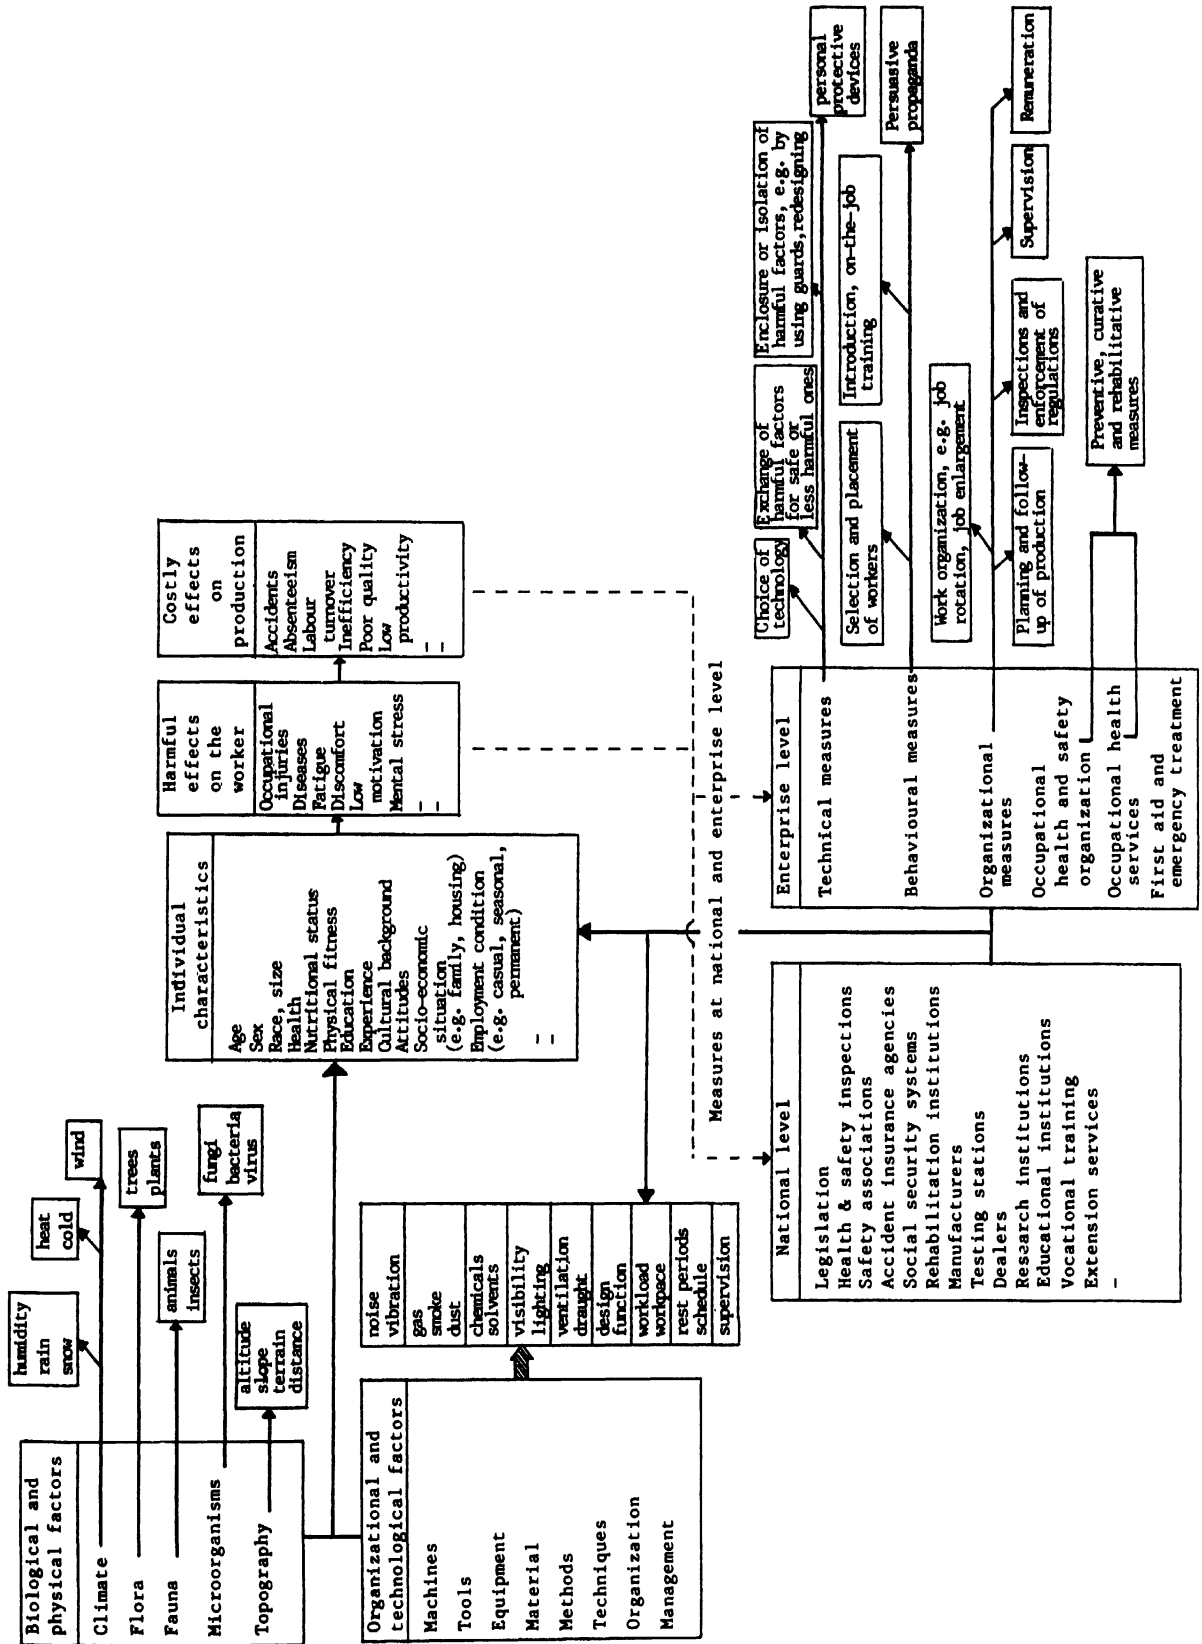 Biological and
physical factors
Climate
Flora
Fauna
Microorganisms
Topography
humidity
rain
snow
heat
cold
wind
trees
plants
animals
insects
fungi
bacteria
virus
altitude
slope
terrain
distance
Organizational and
technological factors
Machines
Tools
Equipment
Material
Methods
Techniques
Organization
Management
noise
vibration
gas
smoke
dust
chemicals
solvents
visibility
lighting
ventilation
draught
design
function
workload
workpace
rest periods
schedule
supervision
Individual
characteristics
Age
Sex
Race, size
Health
Nutritional status
Physical fitness
Education
Experience
Cultural background
Attitudes
Socio-economic
situation
(e.g. family, housing)
Employment condition
(e.g. casual, seasonal,
permanent)
–
–
Harmful
effects
on the
worker
Occupational
injuries
Diseases
Fatigue
Discomfort
Low
motivation
Mental stress
–
–
Costly
effects
on
production
Accidents
Absenteeism
Labour
turnover
Inefficiency
Poor quality
Low
productivity
–
–
Measures at national and enterprise level
National level
Legislation
Health & safety inspections
Safety associations
Accident insurance agencies
Social security systems
Rehabilitation institutions
Manufacturers
Testing stations
Dealers
Research institutions
Educational institutions
Vocational training
Extension services
–
Enterprise level
Technical measures
Behavioural measures
Organizational
measures
Occupational
health and safety
organization
Occupational health
services
First aid and
emergency treatment
Choice of
technology
Exchange of
harmful factors
for safe or
less harmful ones
Enclosure or isolation of
harmful factors, e.g. by
using guards,redesigning
personal
protective
devices
Selection and placement
of workers
Introduction, on-the-job
training
Persuasive
propaganda
Work organization, e.g. job
rotation, job enlargement
Planning and follow-
up of production
Inspections and
enforcement of
regulations
Supervision
Remuneration
Preventive, curative
and rehabilitative
measures